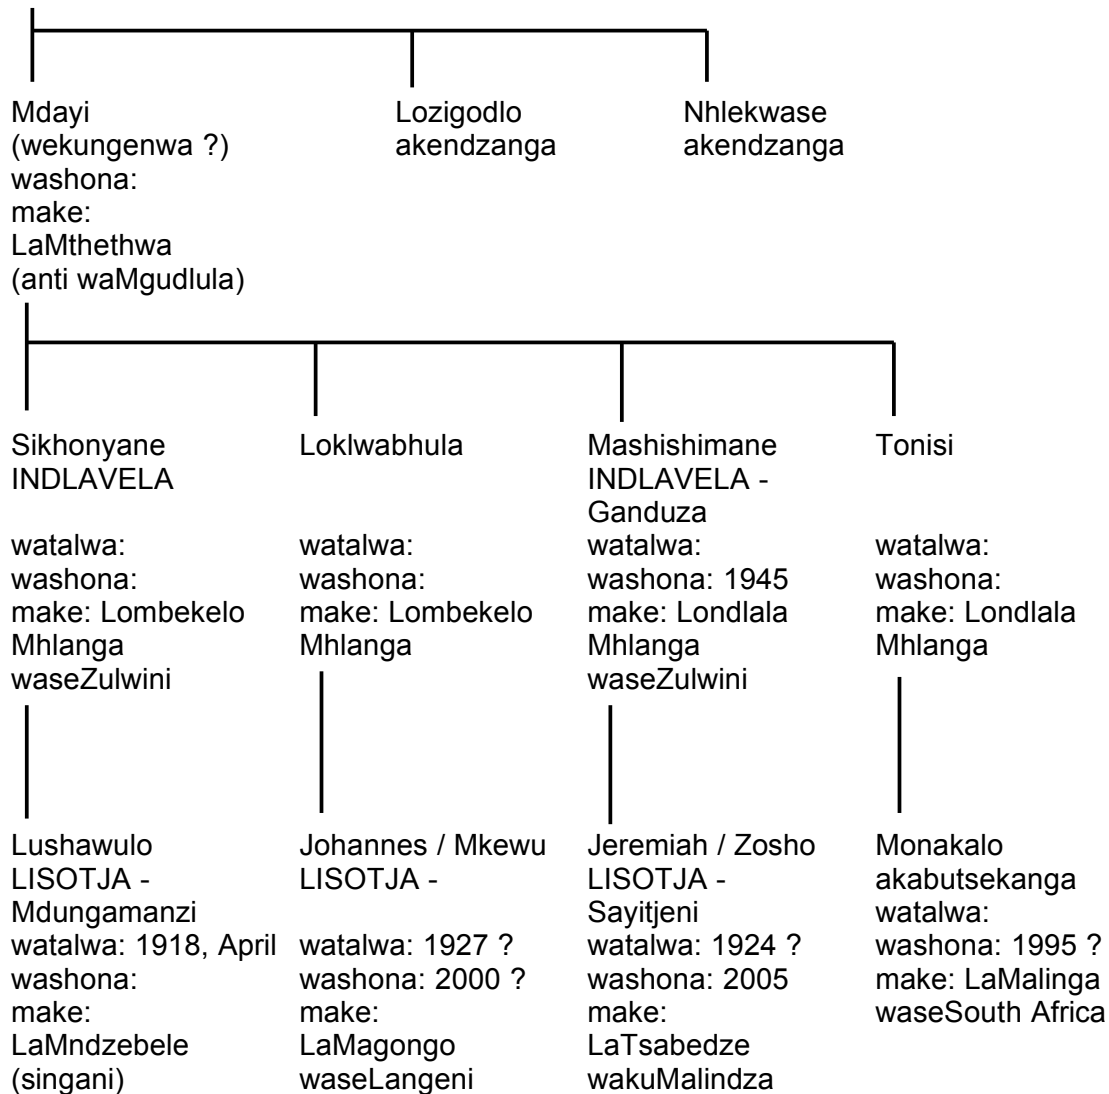 Mdayi
(wekungenwa ?)
washona:
make:
LaMthethwa
(anti waMgudlula)
Lozigodlo
akendzanga
Nhlekwase
akendzanga
Sikhonyane
INDLAVELA
watalwa:
washona:
make: Lombekelo
Mhlanga
waseZulwini
Loklwabhula
watalwa:
washona:
make: Lombekelo
Mhlanga
Mashishimane
INDLAVELA -
Ganduza
watalwa:
washona: 1945
make: Londlala
Mhlanga
waseZulwini
Tonisi
watalwa:
washona:
make: Londlala
Mhlanga
Lushawulo
LISOTJA -
Mdungamanzi
watalwa: 1918, April
washona:
make:
LaMndzebele
(singani)
Johannes / Mkewu
LISOTJA -
watalwa: 1927 ?
washona: 2000 ?
make:
LaMagongo
waseLangeni
Jeremiah / Zosho
LISOTJA -
Sayitjeni
watalwa: 1924 ?
washona: 2005
make:
LaTsabedze
wakuMalindza
Monakalo
akabutsekanga
watalwa:
washona: 1995 ?
make: LaMalinga
waseSouth Africa